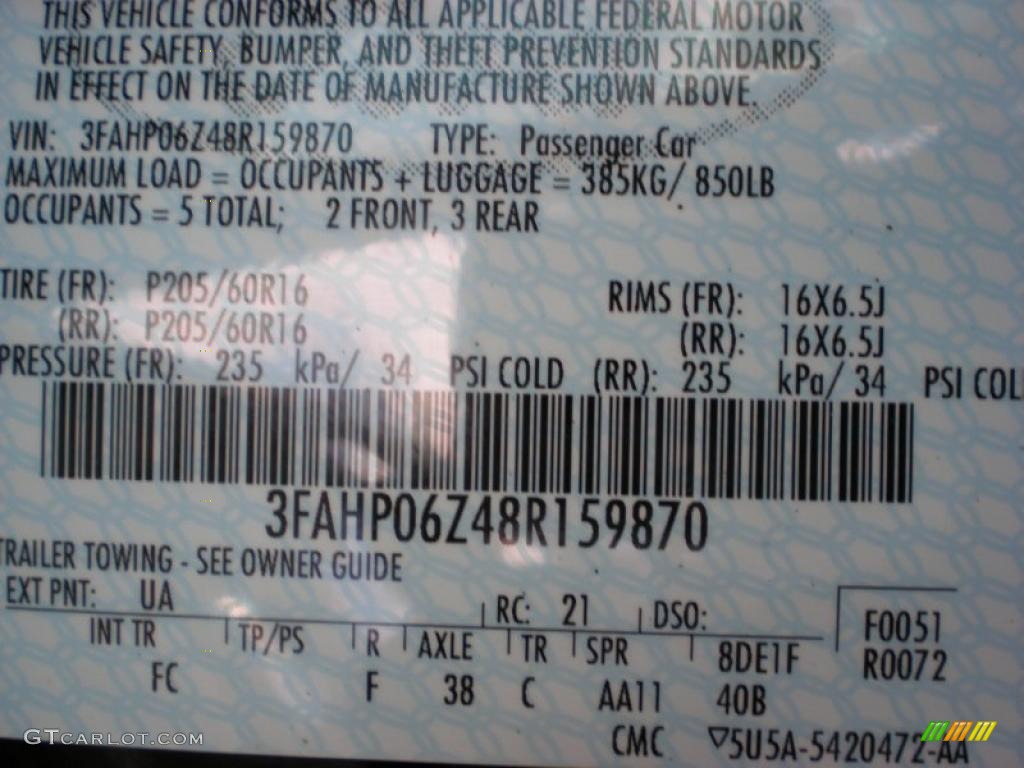 THIS VEHICLE CONFORMS TO ALL APPLICABLE FEDERAL MOTOR
VEHICLE SAFETY, BUMPER, AND THEFT PREVENTION STANDARDS
IN EFFECT ON THE DATE OF MANUFACTURE SHOWN ABOVE.
VIN: 3FAHP06Z48R159870 TYPE: Passenger Car
MAXIMUM LOAD = OCCUPANTS + LUGGAGE = 385KG/ 850LB
OCCUPANTS = 5 TOTAL; 2 FRONT, 3 REAR
TIRE (FR): P205/60R16 RIMS (FR): 16X6.5J
(RR): P205/60R16 (RR): 16X6.5J
PRESSURE (FR): 235 kPa/ 34 PSI COLD (RR): 235 kPa/ 34 PSI COL
3FAHP06Z48R159870
TRAILER TOWING - SEE OWNER GUIDE
EXT PNT: UA RC: 21 DSO: F0051
INT TR TP/PS R AXLE TR SPR 8DE1F R0072
FC F 38 C AA11 40B
CMC ▽5U5A-5420472-AA
GTCARLOT.COM